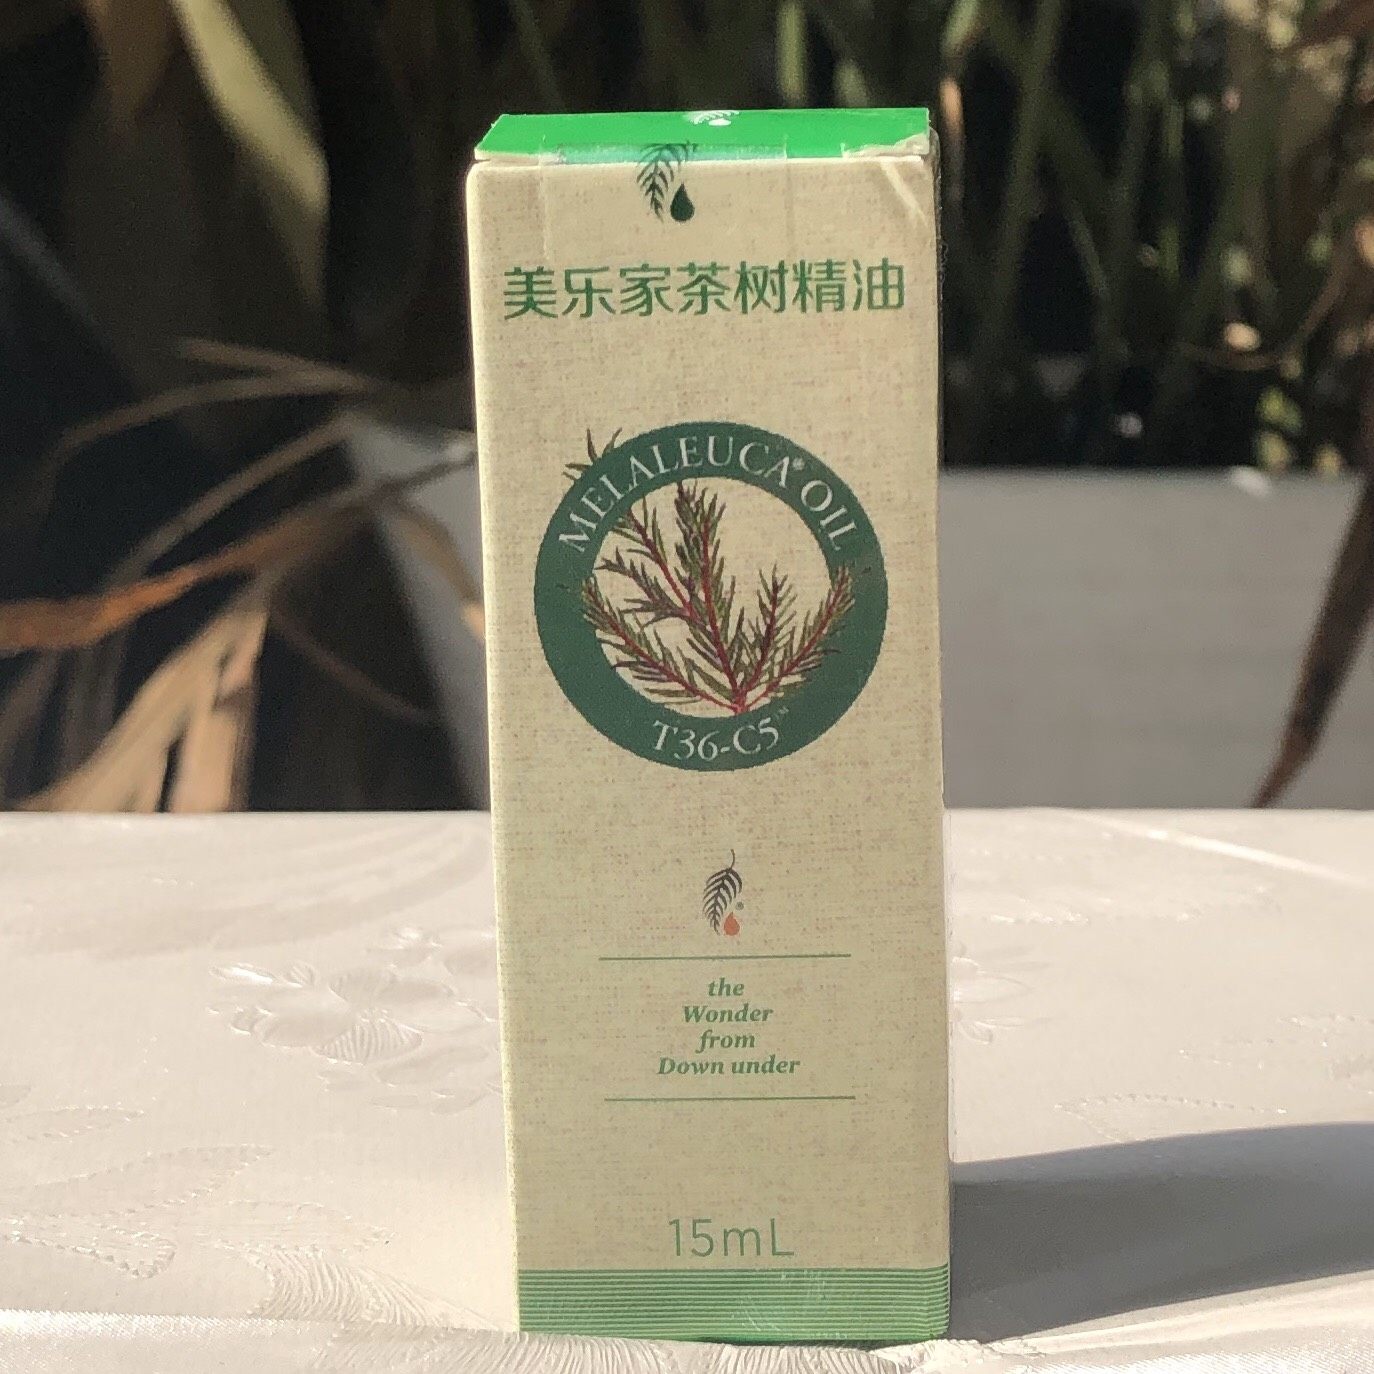 美乐家茶树精油
MELALEUCA® OIL
T36-C5™
®
the
Wonder
from
Down under
15mL